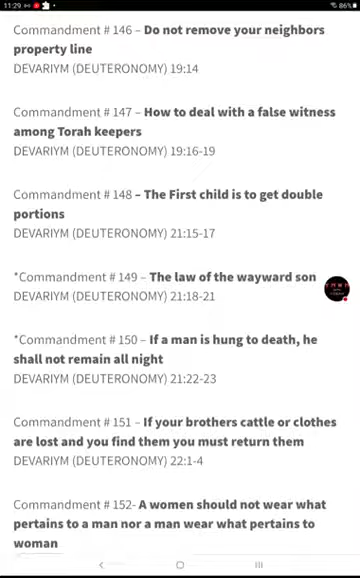 11:29
86%
Commandment # 146 – Do not remove your neighbors
property line
DEVARIYM (DEUTERONOMY) 19:14
Commandment # 147 – How to deal with a false witness
among Torah keepers
DEVARIYM (DEUTERONOMY) 19:16-19
Commandment # 148 – The First child is to get double
portions
DEVARIYM (DEUTERONOMY) 21:15-17
*Commandment # 149 – The law of the wayward son
DEVARIYM (DEUTERONOMY) 21:18-21
*Commandment # 150 – If a man is hung to death, he
shall not remain all night
DEVARIYM (DEUTERONOMY) 21:22-23
Commandment # 151 – If your brothers cattle or clothes
are lost and you find them you must return them
DEVARIYM (DEUTERONOMY) 22:1-4
Commandment # 152- A women should not wear what
pertains to a man nor a man wear what pertains to
woman